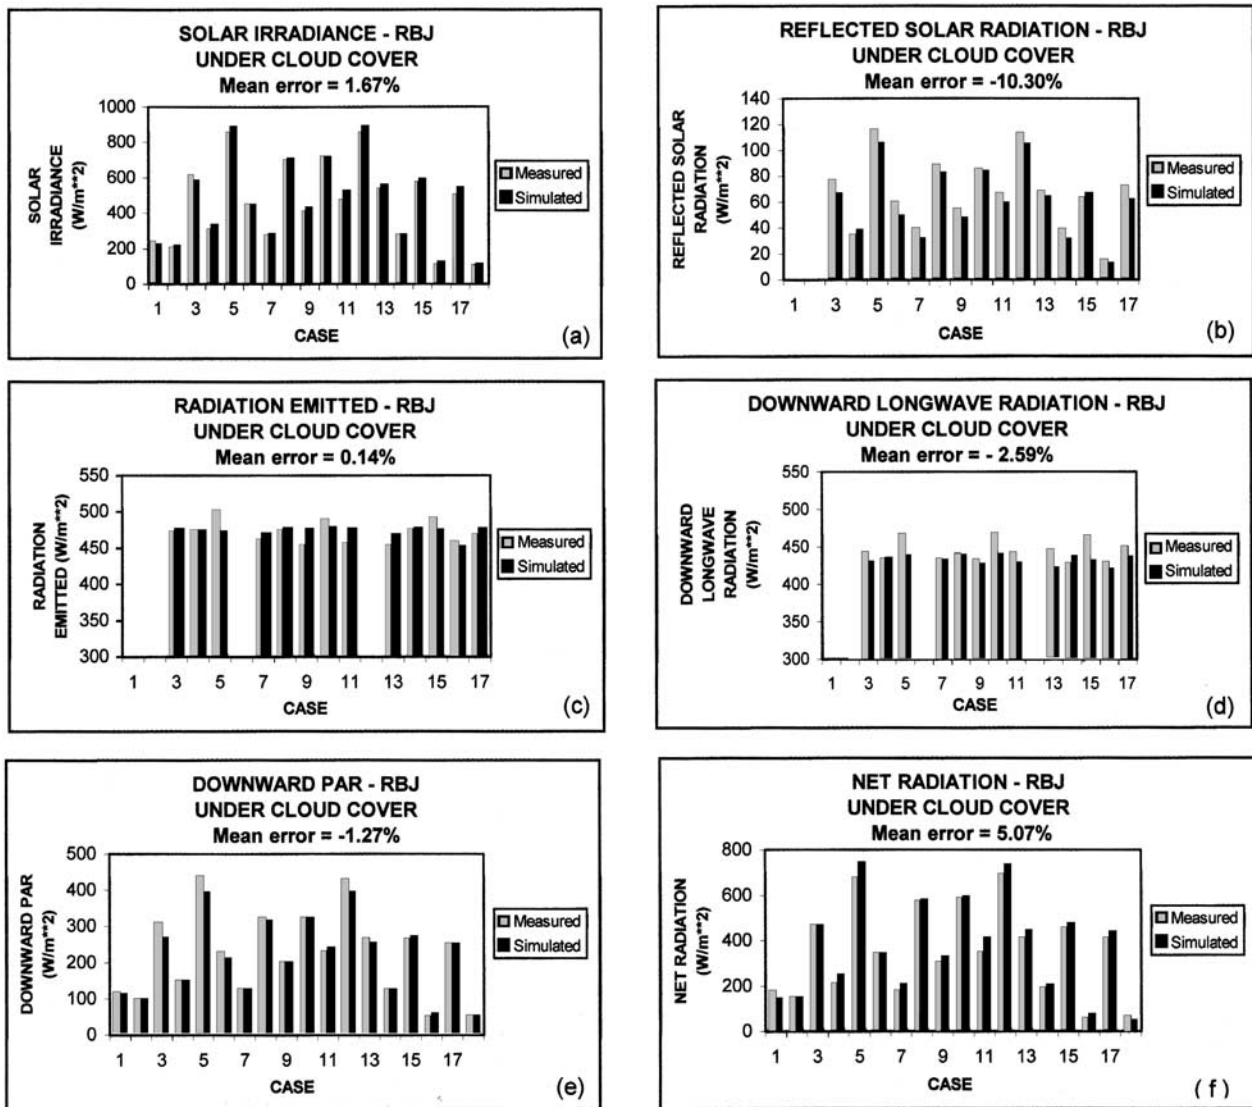 SOLAR IRRADIANCE - RBJ
UNDER CLOUD COVER
Mean error = 1.67%
SOLAR
IRRADIANCE
(W/m**2)
1000
800
600
400
200
0
1 3 5 7 9 11 13 15 17
CASE
Measured
Simulated
(a)
REFLECTED SOLAR RADIATION - RBJ
UNDER CLOUD COVER
Mean error = -10.30%
REFLECTED SOLAR
RADIATION
(W/m**2)
140
120
100
80
60
40
20
0
1 3 5 7 9 11 13 15 17
CASE
Measured
Simulated
(b)
RADIATION EMITTED - RBJ
UNDER CLOUD COVER
Mean error = 0.14%
RADIATION
EMITTED (W/m**2)
550
500
450
400
350
300
1 3 5 7 9 11 13 15 17
CASE
Measured
Simulated
(c)
DOWNWARD LONGWAVE RADIATION - RBJ
UNDER CLOUD COVER
Mean error = - 2.59%
DOWNWARD
LONGWAVE
RADIATION
(W/m**2)
550
500
450
400
350
300
1 3 5 7 9 11 13 15 17
CASE
Measured
Simulated
(d)
DOWNWARD PAR - RBJ
UNDER CLOUD COVER
Mean error = -1.27%
DOWNWARD PAR
(W/m**2)
500
400
300
200
100
0
1 3 5 7 9 11 13 15 17
CASE
Measured
Simulated
(e)
NET RADIATION - RBJ
UNDER CLOUD COVER
Mean error = 5.07%
NET RADIATION
(W/m**2)
800
600
400
200
0
1 3 5 7 9 11 13 15 17
CASE
Measured
Simulated
( f )